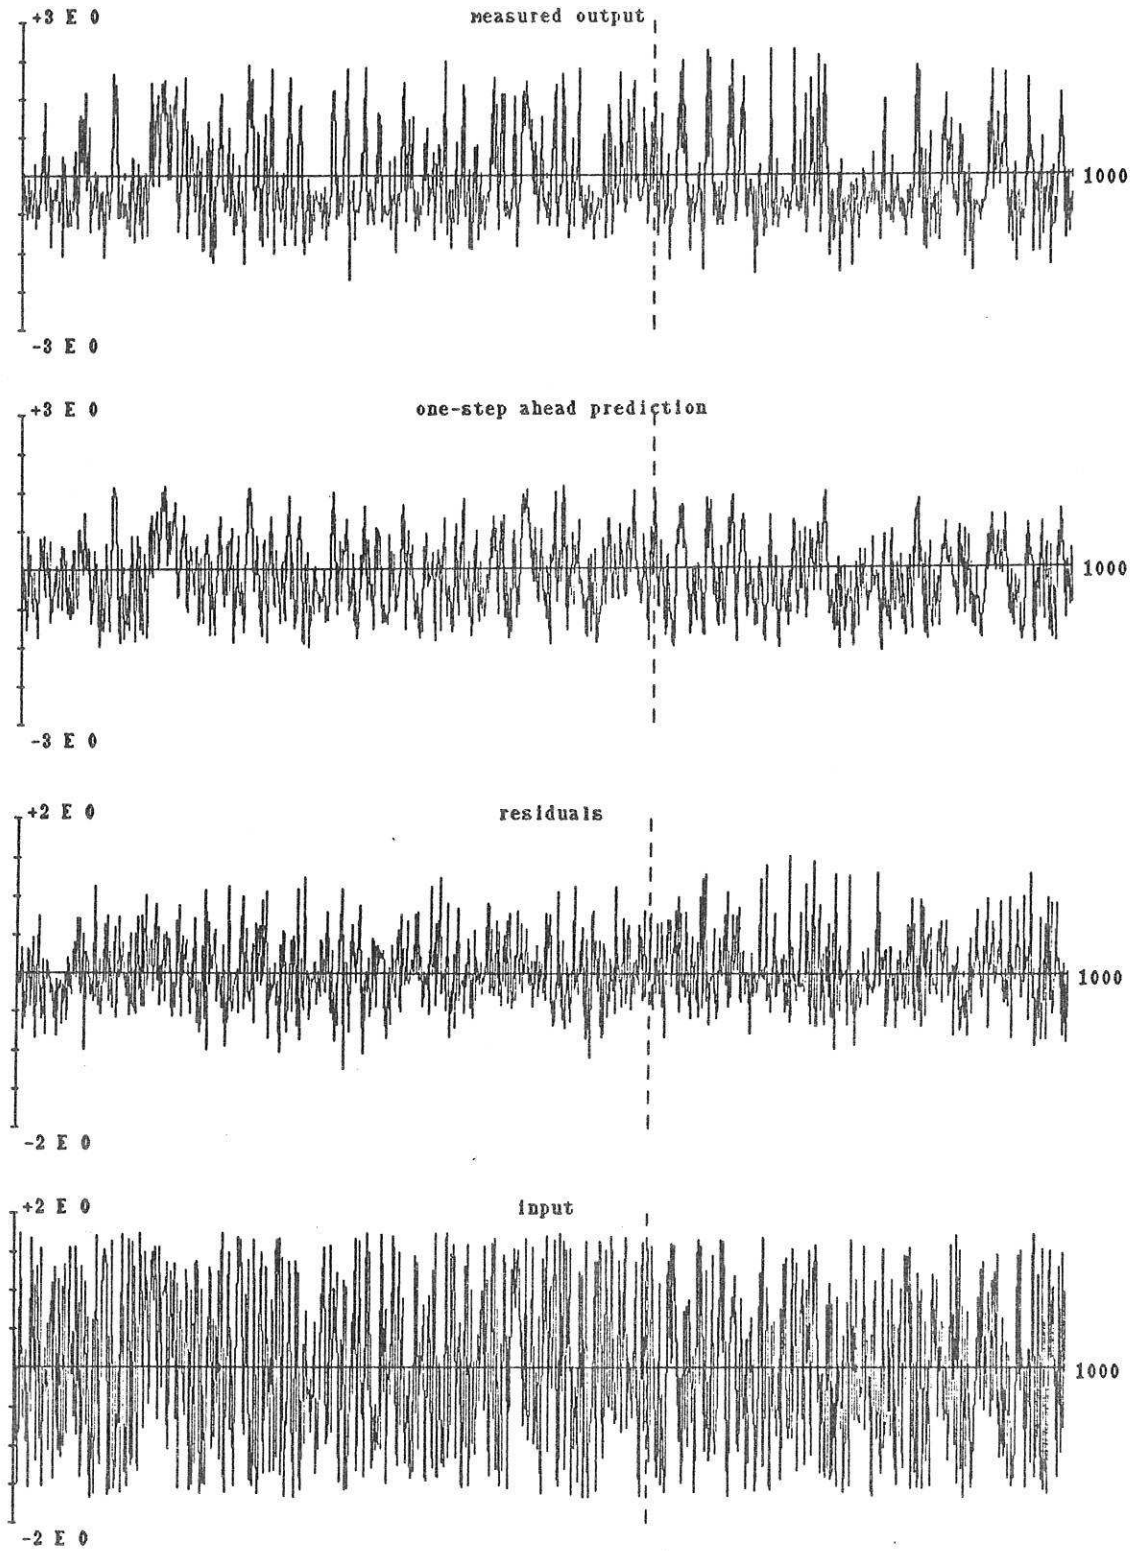 +3 E 0
measured output
1000
-3 E 0
+3 E 0
one-step ahead prediction
1000
-3 E 0
+2 E 0
residuals
1000
-2 E 0
+2 E 0
input
1000
-2 E 0